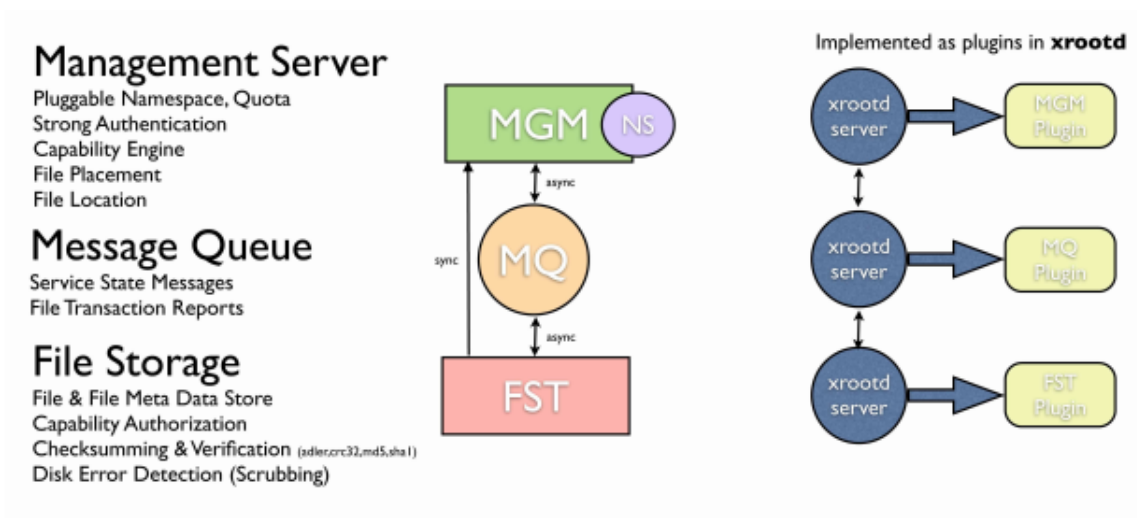 Management Server
Pluggable Namespace, Quota
Strong Authentication
Capability Engine
File Placement
File Location
Message Queue
Service State Messages
File Transaction Reports
File Storage
File & File Meta Data Store
Capability Authorization
Checksumming & Verification (adler,crc32,md5,sha1)
Disk Error Detection (Scrubbing)
MGM
NS
async
MQ
sync
async
FST
Implemented as plugins in xrootd
xrootd
server
MGM
Plugin
xrootd
server
MQ
Plugin
xrootd
server
FST
Plugin